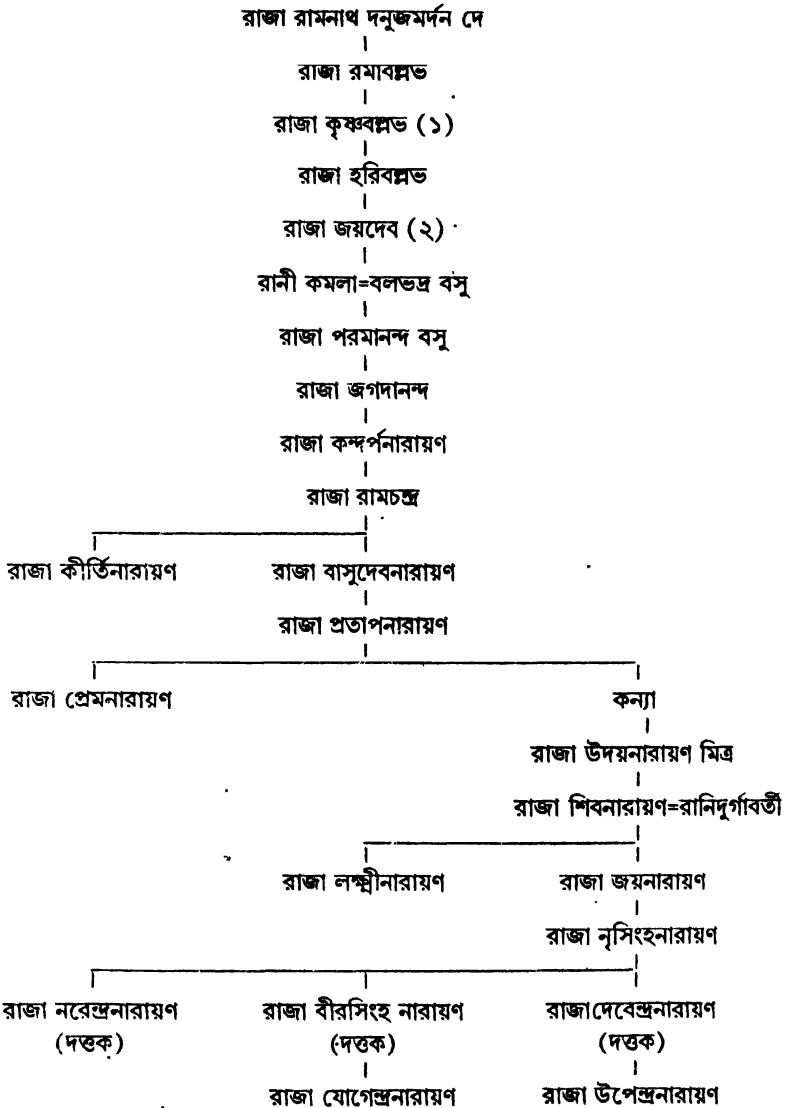 রাজা রামনাথ দনুজমর্দন দে
রাজা রমাবল্লভ
রাজা কৃষ্ণবল্লভ (১)
রাজা হরিবল্লভ
রাজা জয়দেব (২)
রানী কমলা=বলভদ্র বসু
রাজা পরমানন্দ বসু
রাজা জগদানন্দ
রাজা কন্দর্পনারায়ণ
রাজা রামচন্দ্র
রাজা কীর্তিনারায়ণ রাজা বাসুদেবনারায়ণ
রাজা প্রতাপনারায়ণ
রাজা প্রেমনারায়ণ কন্যা
রাজা উদয়নারায়ণ মিত্র
রাজা শিবনারায়ণ=রানিদুর্গাবর্তী
রাজা লক্ষ্মীনারায়ণ রাজা জয়নারায়ণ
রাজা নৃসিংহনারায়ণ
রাজা নরেন্দ্রনারায়ণ রাজা বীরসিংহ নারায়ণ রাজাদেবেন্দ্রনারায়ণ
(দত্তক) (দত্তক) (দত্তক)
রাজা যোগেন্দ্রনারায়ণ রাজা উপেন্দ্রনারায়ণ